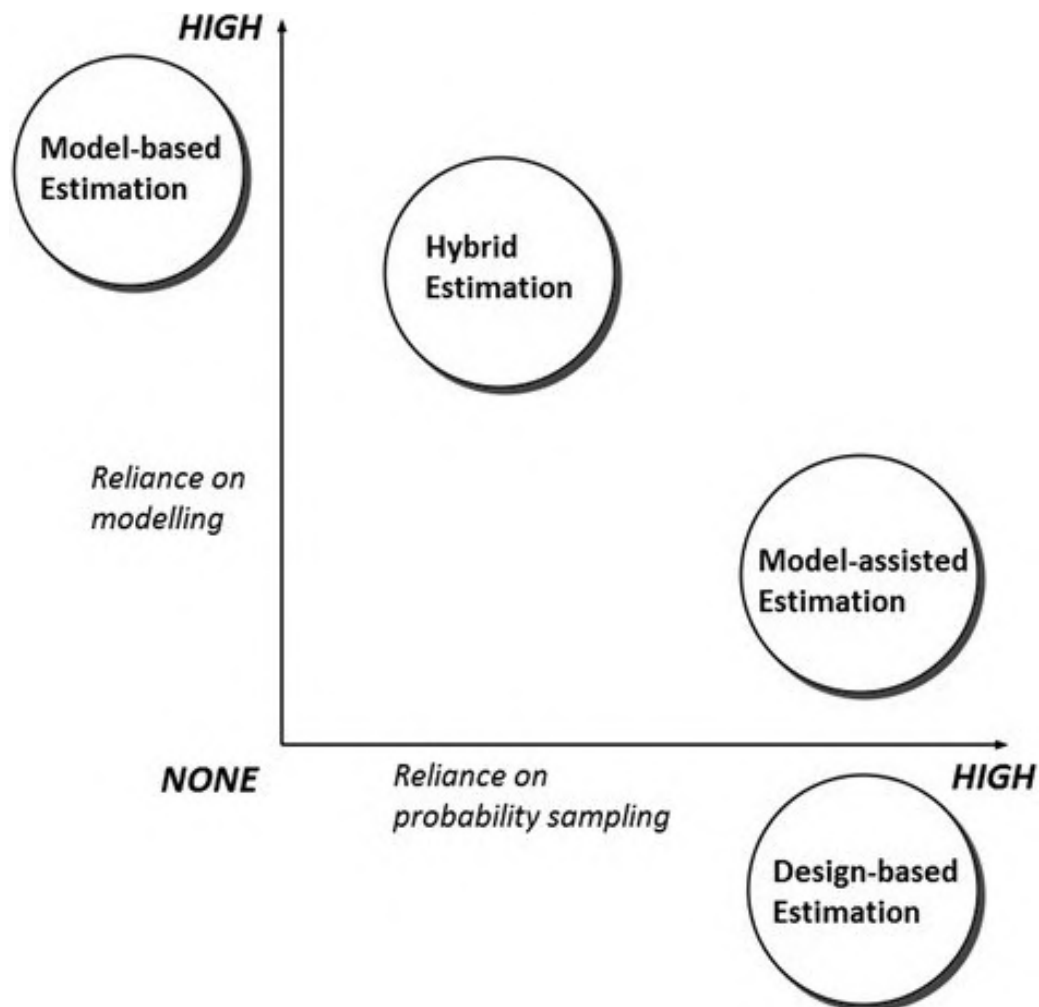 HIGH
Model-based
Estimation
Hybrid
Estimation
Reliance on
modelling
Model-assisted
Estimation
NONE
Reliance on
probability sampling
HIGH
Design-based
Estimation